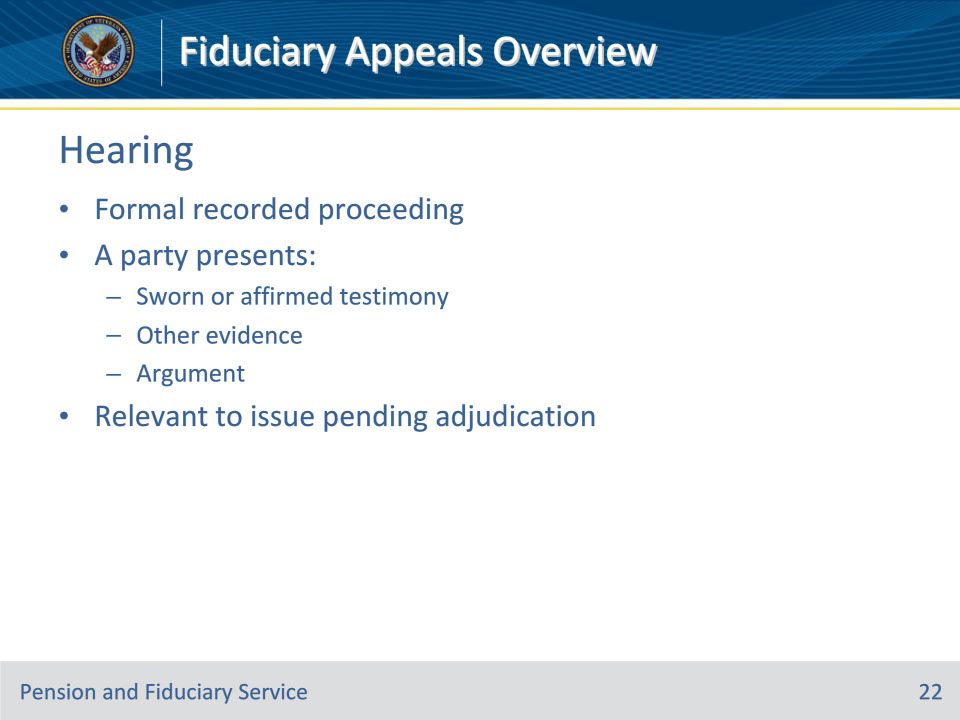 Fiduciary Appeals Overview
Hearing
• Formal recorded proceeding
• A party presents:
– Sworn or affirmed testimony
– Other evidence
– Argument
• Relevant to issue pending adjudication
Pension and Fiduciary Service
22